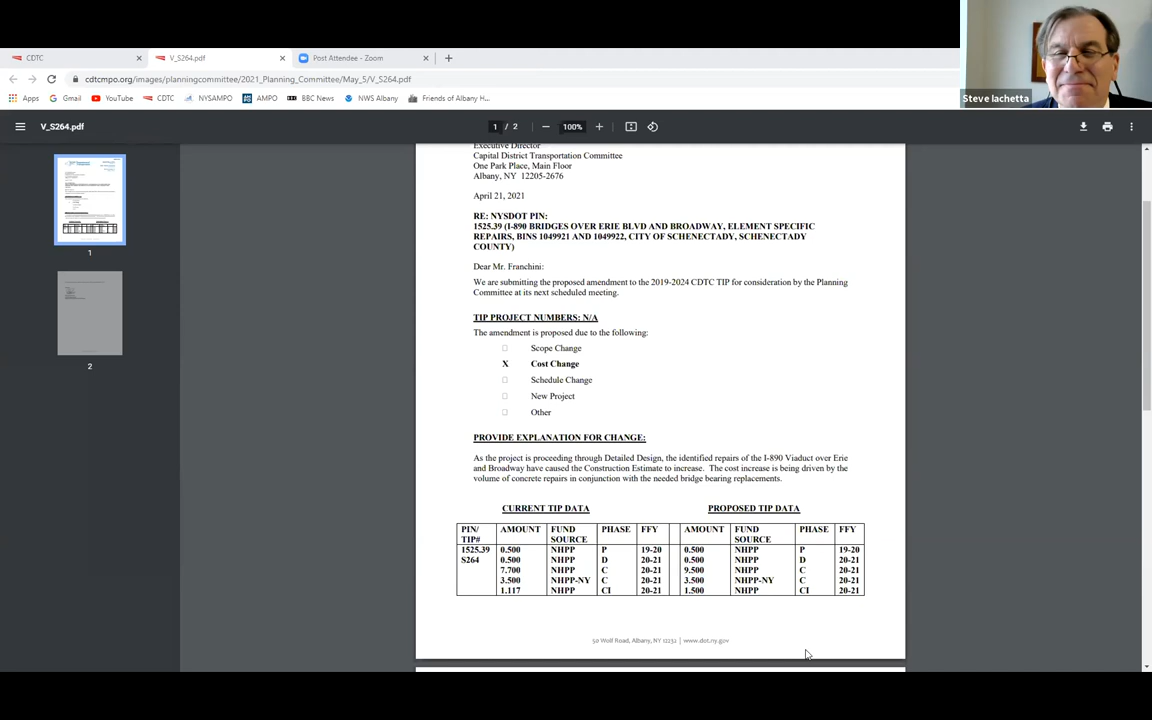 Steve Iachetta
CDTC
V_S264.pdf
Post Attendee - Zoom
cdtcmpo.org/images/planningcommittee/2021_Planning_Committee/May_5/V_S264.pdf
Apps Gmail YouTube CDTC NYSAMPO AMPO BBC News NWS Albany Friends of Albany H...
V_S264.pdf 1 / 2 100%
1
2
Executive Director
Capital District Transportation Committee
One Park Place, Main Floor
Albany, NY 12205-2676
April 21, 2021
RE: NYSDOT PIN:
1525.39 (I-890 BRIDGES OVER ERIE BLVD AND BROADWAY, ELEMENT SPECIFIC
REPAIRS, BINS 1049921 AND 1049922, CITY OF SCHENECTADY, SCHENECTADY
COUNTY)
Dear Mr. Franchini:
We are submitting the proposed amendment to the 2019-2024 CDTC TIP for consideration by the Planning
Committee at its next scheduled meeting.
TIP PROJECT NUMBERS: N/A
The amendment is proposed due to the following:
Scope Change
X Cost Change
Schedule Change
New Project
Other
PROVIDE EXPLANATION FOR CHANGE:
As the project is proceeding through Detailed Design, the identified repairs of the I-890 Viaduct over Erie
and Broadway have caused the Construction Estimate to increase. The cost increase is being driven by the
volume of concrete repairs in conjunction with the needed bridge bearing replacements.
CURRENT TIP DATA PROPOSED TIP DATA
PIN/ AMOUNT FUND PHASE FFY AMOUNT FUND PHASE FFY
TIP# SOURCE SOURCE
1525.39 0.500 NHPP P 19-20 0.500 NHPP P 19-20
S264 0.500 NHPP D 20-21 0.500 NHPP D 20-21
7.700 NHPP C 20-21 9.500 NHPP C 20-21
3.500 NHPP-NY C 20-21 3.500 NHPP-NY C 20-21
1.117 NHPP CI 20-21 1.500 NHPP CI 20-21
50 Wolf Road, Albany, NY 12232 | www.dot.ny.gov